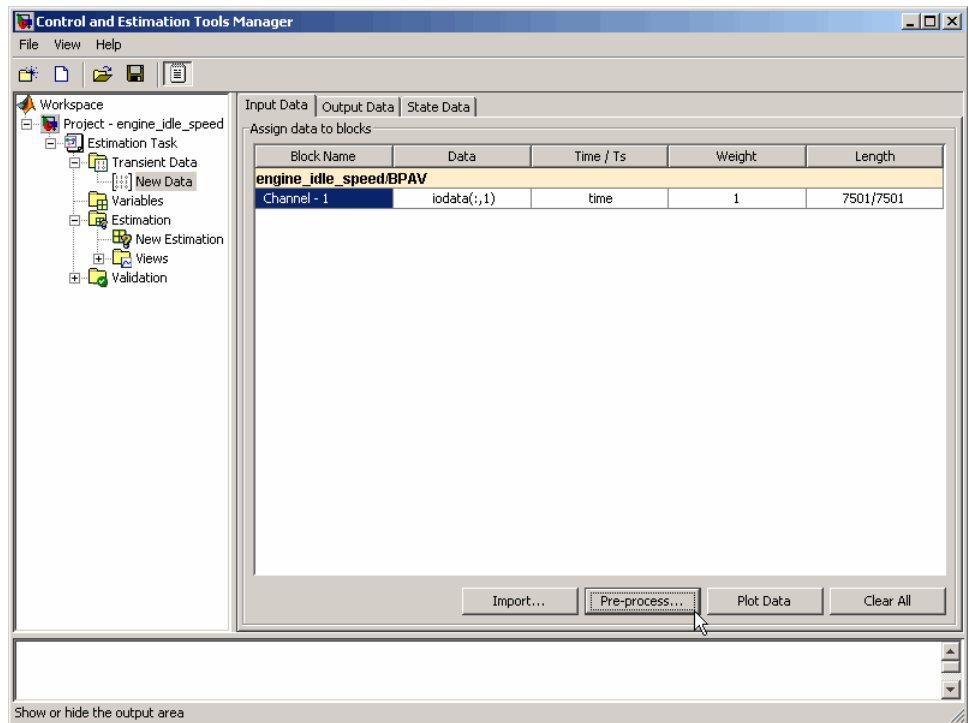 Control and Estimation Tools Manager
File View Help
Workspace
Project - engine_idle_speed
Estimation Task
Transient Data
New Data
Variables
Estimation
New Estimation
Views
Validation
Input Data Output Data State Data
Assign data to blocks
Block Name Data Time / Ts Weight Length
engine_idle_speed/BPAV
Channel - 1 iodata(:,1) time 1 7501/7501
Import... Pre-process... Plot Data Clear All
Show or hide the output area